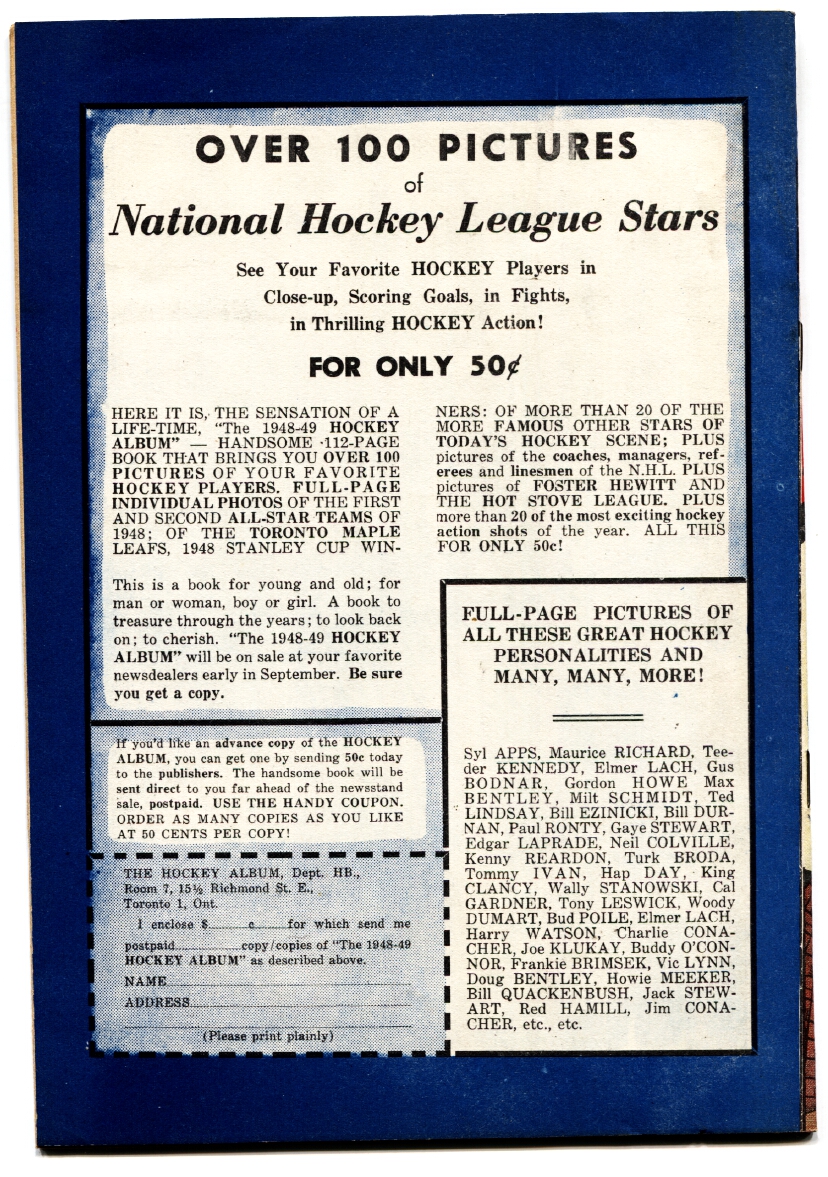 OVER 100 PICTURES
of
National Hockey League Stars
See Your Favorite HOCKEY Players in
Close-up, Scoring Goals, in Fights,
in Thrilling HOCKEY Action!
FOR ONLY 50¢
HERE IT IS, THE SENSATION OF A
LIFE-TIME, "The 1948-49 HOCKEY
ALBUM" — HANDSOME 112-PAGE
BOOK THAT BRINGS YOU OVER 100
PICTURES OF YOUR FAVORITE
HOCKEY PLAYERS. FULL-PAGE
INDIVIDUAL PHOTOS OF THE FIRST
AND SECOND ALL-STAR TEAMS OF
1948; OF THE TORONTO MAPLE
LEAFS, 1948 STANLEY CUP WIN-
NERS: OF MORE THAN 20 OF THE
MORE FAMOUS OTHER STARS OF
TODAY'S HOCKEY SCENE; PLUS
pictures of the coaches, managers, ref-
erees and linesmen of the N.H.L. PLUS
pictures of FOSTER HEWITT AND
THE HOT STOVE LEAGUE. PLUS
more than 20 of the most exciting hockey
action shots of the year. ALL THIS
FOR ONLY 50c!
This is a book for young and old; for
man or woman, boy or girl. A book to
treasure through the years; to look back
on; to cherish. "The 1948-49 HOCKEY
ALBUM" will be on sale at your favorite
newsdealers early in September. Be sure
you get a copy.
If you'd like an advance copy of the HOCKEY
ALBUM, you can get one by sending 50c today
to the publishers. The handsome book will be
sent direct to you far ahead of the newsstand
sale, postpaid. USE THE HANDY COUPON.
ORDER AS MANY COPIES AS YOU LIKE
AT 50 CENTS PER COPY!
THE HOCKEY ALBUM, Dept. HB.,
Room 7, 15½ Richmond St. E.,
Toronto 1, Ont.
I enclose $..........c..........for which send me
postpaid....................copy/copies of "The 1948-49
HOCKEY ALBUM" as described above.
NAME
ADDRESS
(Please print plainly)
FULL-PAGE PICTURES OF
ALL THESE GREAT HOCKEY
PERSONALITIES AND
MANY, MANY, MORE!
Syl APPS, Maurice RICHARD, Tee-
der KENNEDY, Elmer LACH, Gus
BODNAR, Gordon HOWE Max
BENTLEY, Milt SCHMIDT, Ted
LINDSAY, Bill EZINICKI, Bill DUR-
NAN, Paul RONTY, Gaye STEWART,
Edgar LAPRADE, Neil COLVILLE,
Kenny REARDON, Turk BRODA,
Tommy IVAN, Hap DAY, King
CLANCY, Wally STANOWSKI, Cal
GARDNER, Tony LESWICK, Woody
DUMART, Bud POILE, Elmer LACH,
Harry WATSON, Charlie CONA-
CHER, Joe KLUKAY, Buddy O'CON-
NOR, Frankie BRIMSEK, Vic LYNN,
Doug BENTLEY, Howie MEEKER,
Bill QUACKENBUSH, Jack STEW-
ART, Red HAMILL, Jim CONA-
CHER, etc., etc.